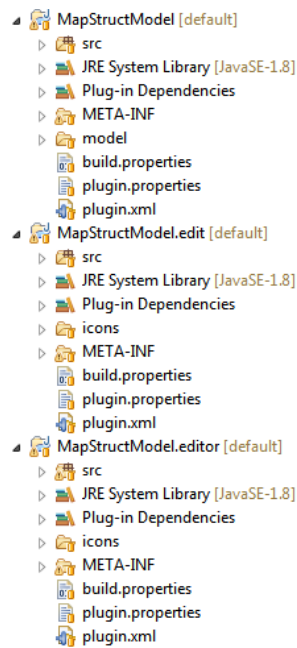 MapStructModel [default]
src
JRE System Library [JavaSE-1.8]
Plug-in Dependencies
META-INF
model
build.properties
plugin.properties
plugin.xml
MapStructModel.edit [default]
src
JRE System Library [JavaSE-1.8]
Plug-in Dependencies
icons
META-INF
build.properties
plugin.properties
plugin.xml
MapStructModel.editor [default]
src
JRE System Library [JavaSE-1.8]
Plug-in Dependencies
icons
META-INF
build.properties
plugin.properties
plugin.xml